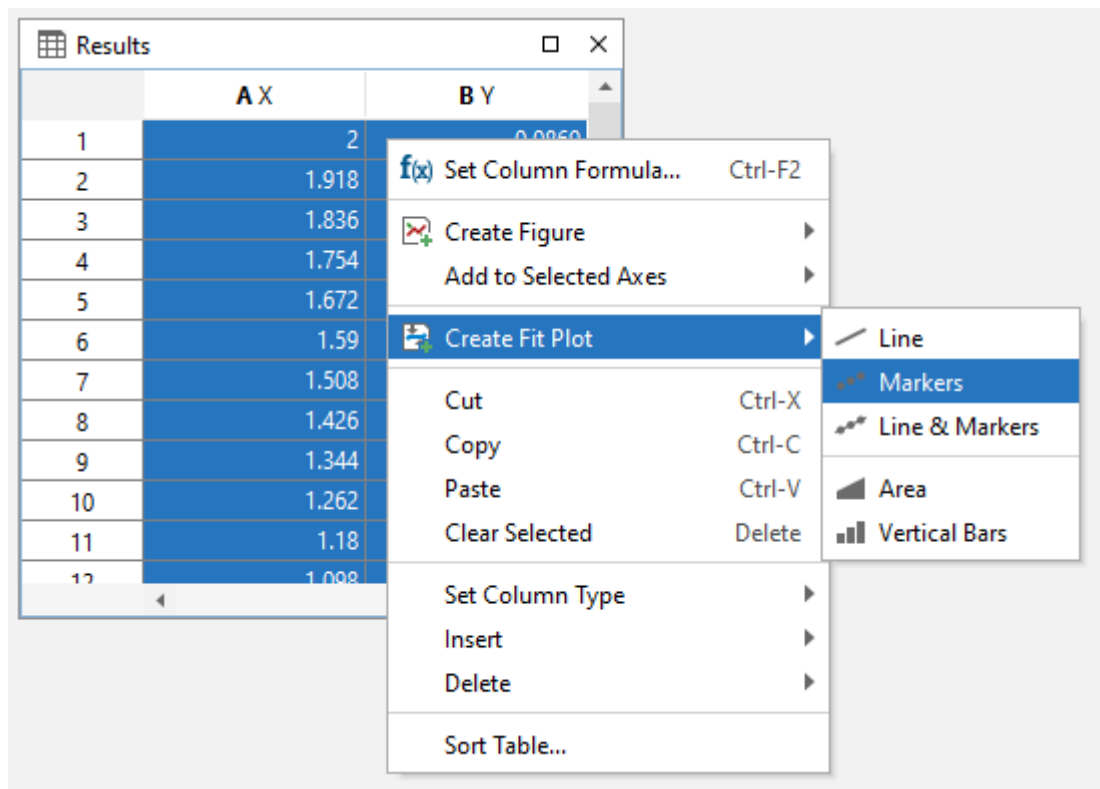 Results
A X B Y
1 2
2 1.918
3 1.836
4 1.754
5 1.672
6 1.59
7 1.508
8 1.426
9 1.344
10 1.262
11 1.18
12 1.098
f(x) Set Column Formula... Ctrl-F2
Create Figure
Add to Selected Axes
Create Fit Plot
Cut Ctrl-X
Copy Ctrl-C
Paste Ctrl-V
Clear Selected Delete
Set Column Type
Insert
Delete
Sort Table...
Line
Markers
Line & Markers
Area
Vertical Bars